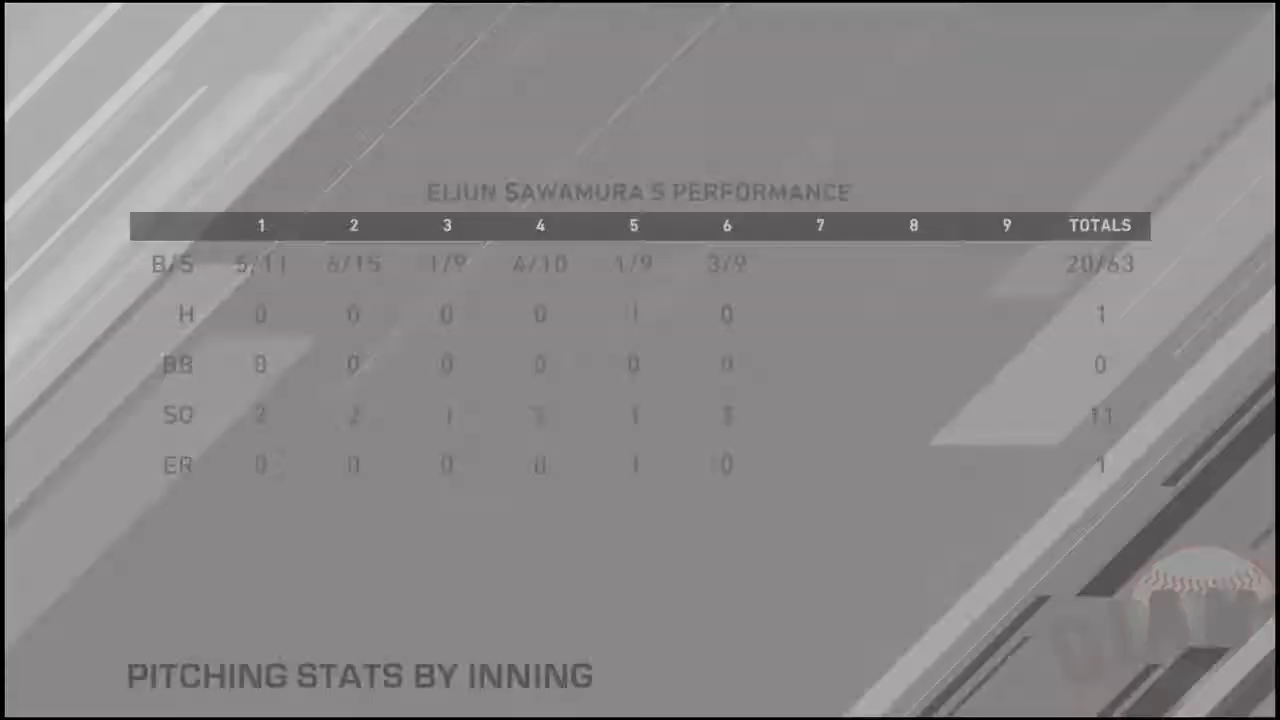 EIJUN SAWAMURA'S PERFORMANCE
1 2 3 4 5 6 7 8 9 TOTALS
B/S 5/11 6/15 1/9 4/10 1/9 3/9 20/63
H 0 0 0 0 1 0 1
BB 0 0 0 0 0 0 0
SO 2 2 1 1 3 11
ER 0 0 0 0 1 0 1
PITCHING STATS BY INNING